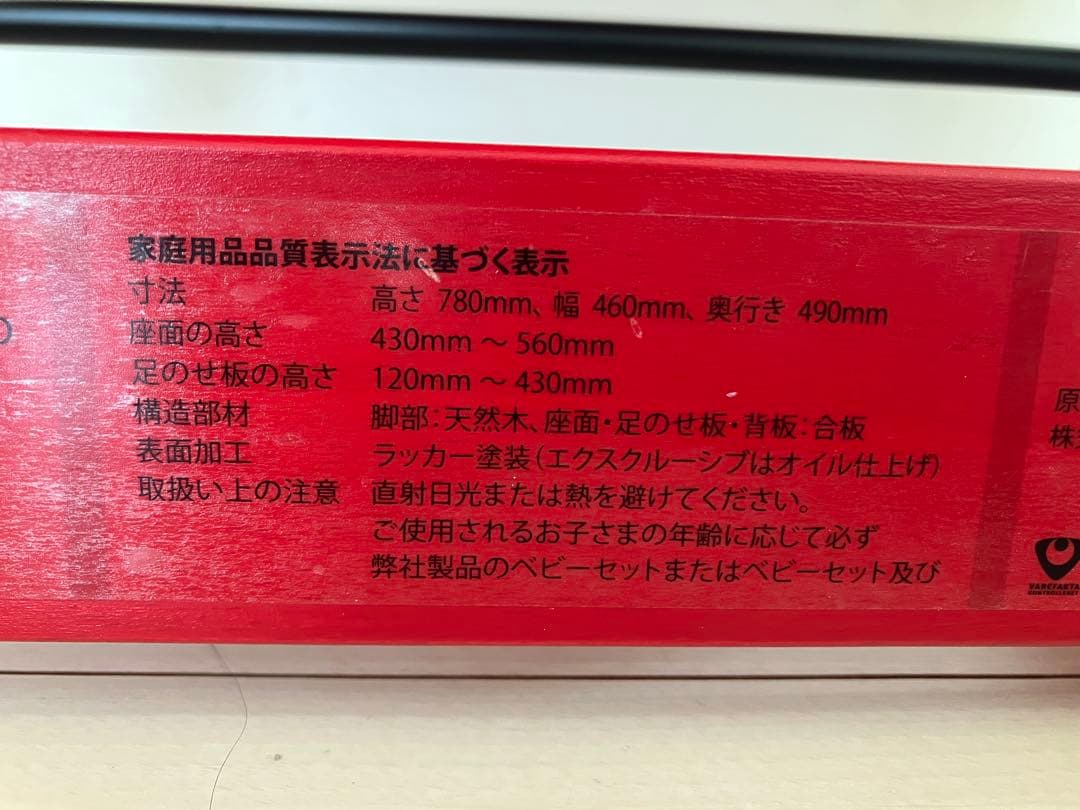 家庭用品品質表示法に基づく表示
寸法 高さ 780mm、幅 460mm、奥行き 490mm
座面の高さ 430mm ～ 560mm
足のせ板の高さ 120mm ～ 430mm
構造部材 脚部：天然木、座面・足のせ板・背板：合板
表面加工 ラッカー塗装（エクスクルーシブはオイル仕上げ）
取扱い上の注意 直射日光または熱を避けてください。
ご使用されるお子さまの年齢に応じて必ず
弊社製品のベビーセットまたはベビーセット及び
原
株
VAREFAKTA
KONTROLLERET